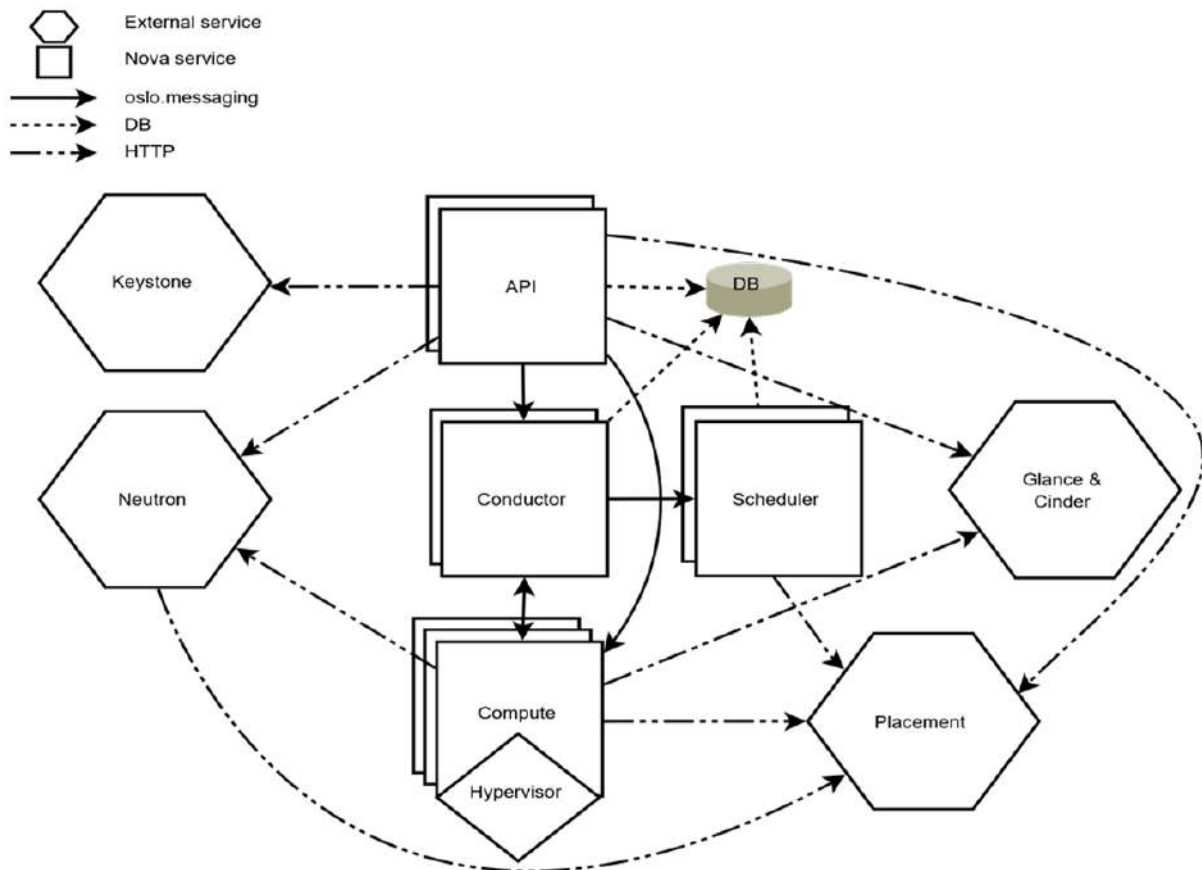 External service
Nova service
oslo.messaging
DB
HTTP
Keystone
API
DB
Neutron
Conductor
Scheduler
Glance &
Cinder
Compute
Placement
Hypervisor